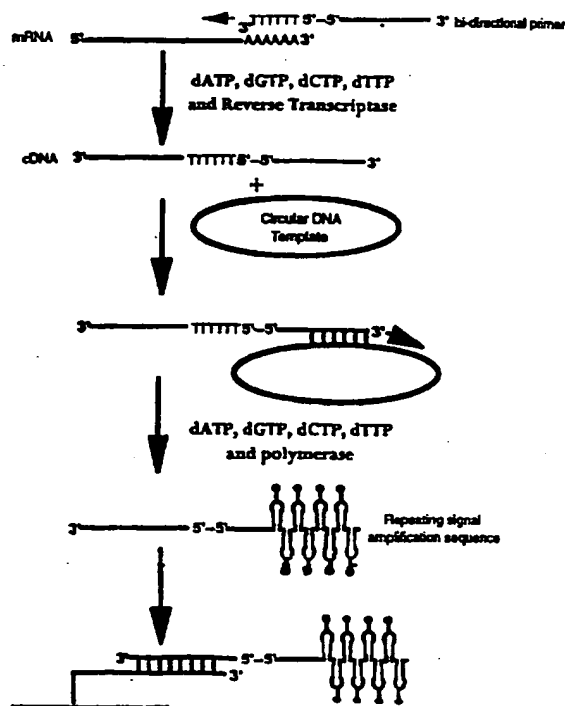 3' TTTTTT 5'–5' 3' bi-directional primer
mRNA 5' AAAAAA3'
dATP, dGTP, dCTP, dTTP
and Reverse Transcriptase
cDNA 3' TTTTTT 5'–5' 3'
+
Circular DNA
Template
3' TTTTTT 5'–5' 3'
dATP, dGTP, dCTP, dTTP
and polymerase
Repeating signal
amplification sequence
3' 5'–5'
3' 5'–5'
3'